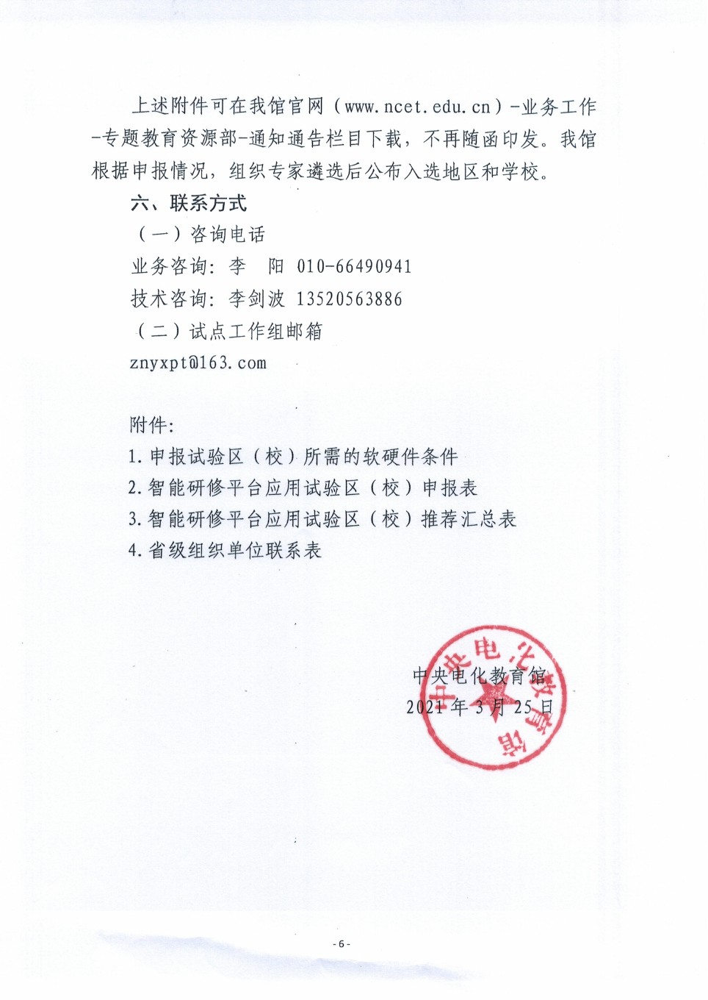 上述附件可在我馆官网（www.ncet.edu.cn）-业务工作
-专题教育资源部-通知通告栏目下载，不再随函印发。我馆
根据申报情况，组织专家遴选后公布入选地区和学校。
六、联系方式
（一）咨询电话
业务咨询：李　阳 010-66490941
技术咨询：李剑波 13520563886
（二）试点工作组邮箱
znyxpt@163.com
附件：
1.申报试验区（校）所需的软硬件条件
2.智能研修平台应用试验区（校）申报表
3.智能研修平台应用试验区（校）推荐汇总表
4.省级组织单位联系表
中央电化教育馆
2021年3月25日
中央电化教育馆
-6-